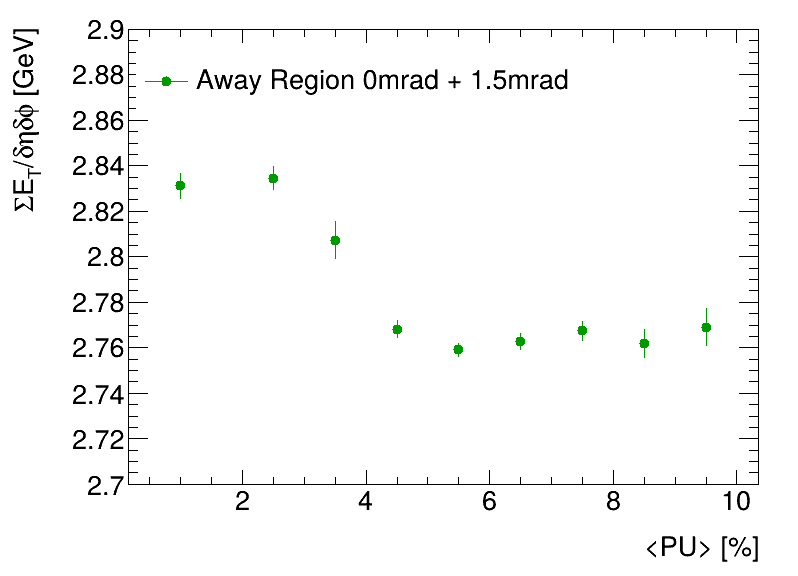 ΣE_T/δηδϕ [GeV]
2.9
2.88
2.86
2.84
2.82
2.8
2.78
2.76
2.74
2.72
2.7
Away Region 0mrad + 1.5mrad
2 4 6 8 10
<PU> [%]